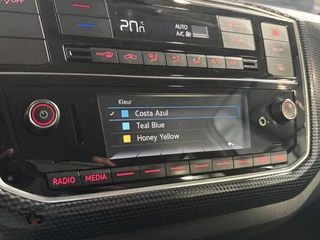 AUTO
A/C
Kleur
Costa Azul
Teal Blue
Honey Yellow
RADIO
MEDIA